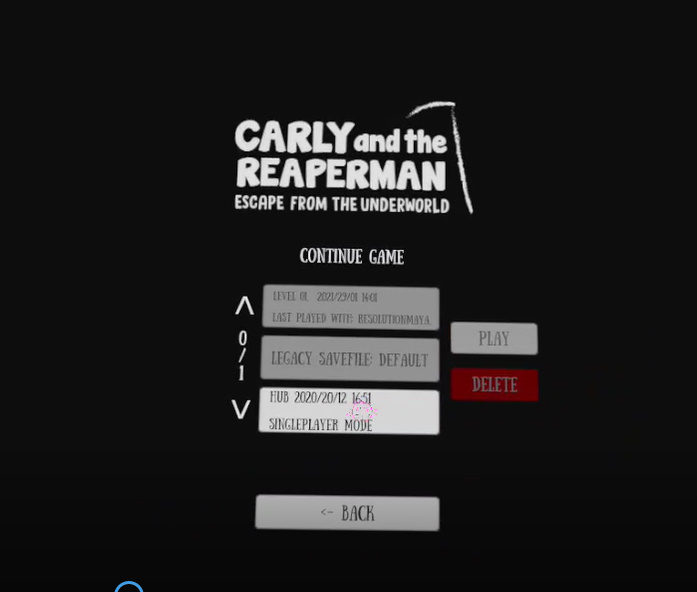 CARLY and the
REAPERMAN
ESCAPE FROM THE UNDERWORLD
CONTINUE GAME
LEVEL 01 2021/29/01 14:01
LAST PLAYED WITH: RESOLUTIONMAYA
0
/
1
LEGACY SAVEFILE: DEFAULT
HUB 2020/20/12 16:51
SINGLEPLAYER MODE
PLAY
DELETE
<- BACK